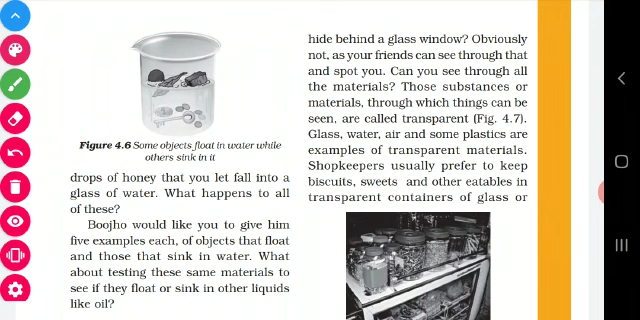 Figure 4.6 Some objects float in water while
others sink in it
drops of honey that you let fall into a
glass of water. What happens to all
of these?
Boojho would like you to give him
five examples each, of objects that float
and those that sink in water. What
about testing these same materials to
see if they float or sink in other liquids
like oil?
hide behind a glass window? Obviously
not, as your friends can see through that
and spot you. Can you see through all
the materials? Those substances or
materials, through which things can be
seen, are called transparent (Fig. 4.7).
Glass, water, air and some plastics are
examples of transparent materials.
Shopkeepers usually prefer to keep
biscuits, sweets and other eatables in
transparent containers of glass or